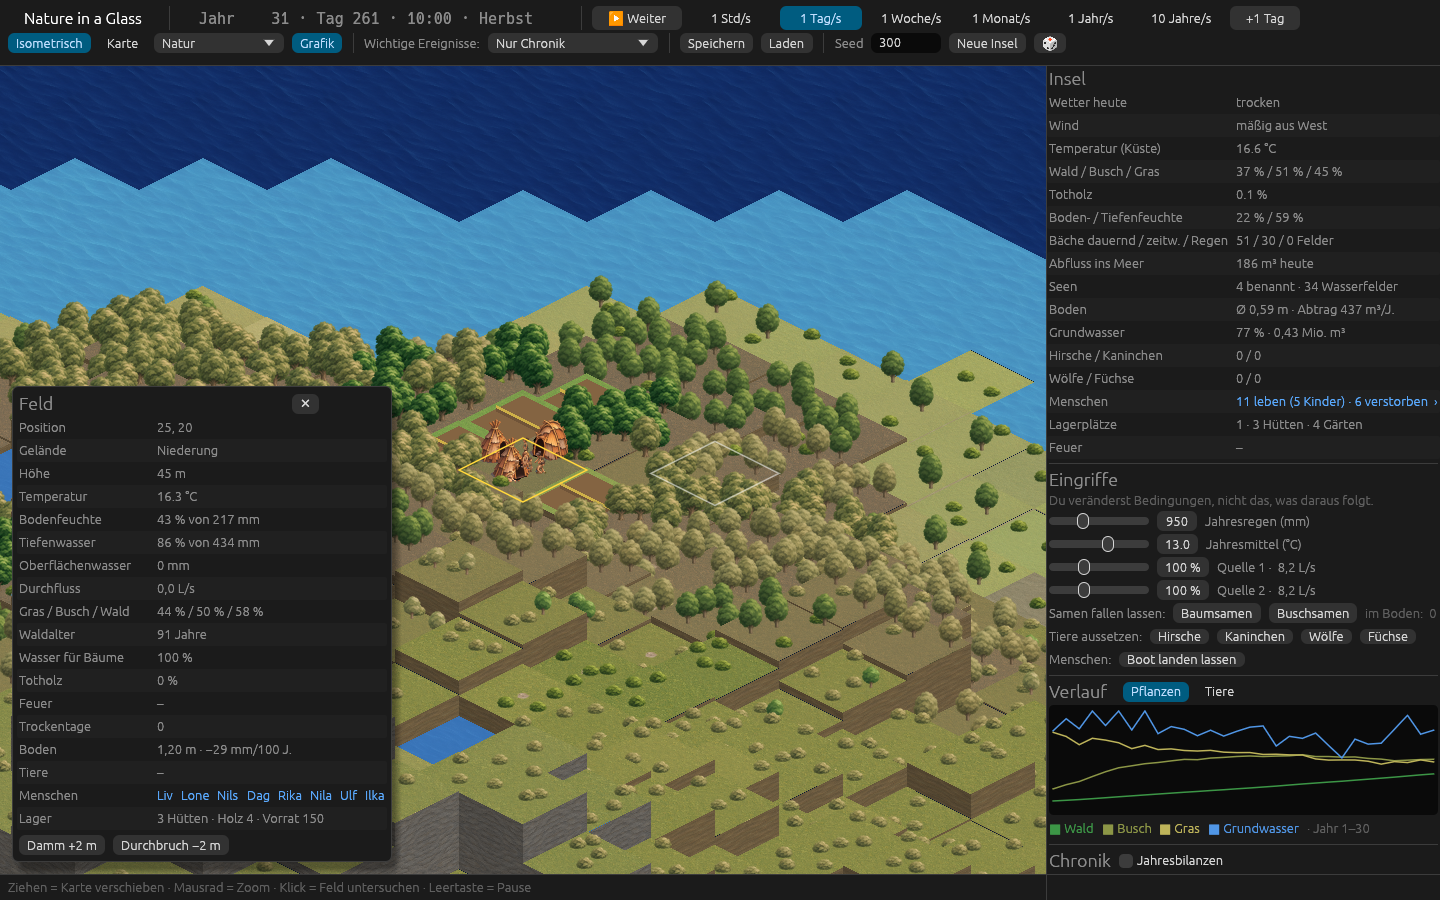 Nature in a Glass
Jahr 31 · Tag 261 · 10:00 · Herbst
Weiter
1 Std/s
1 Tag/s
1 Woche/s
1 Monat/s
1 Jahr/s
10 Jahre/s
+1 Tag
Isometrisch
Karte
Natur
Grafik
Wichtige Ereignisse:
Nur Chronik
Speichern
Laden
Seed
300
Neue Insel
Insel
Wetter heute trocken
Wind mäßig aus West
Temperatur (Küste) 16.6 °C
Wald / Busch / Gras 37 % / 51 % / 45 %
Totholz 0.1 %
Boden- / Tiefenfeuchte 22 % / 59 %
Bäche dauernd / zeitw. / Regen 51 / 30 / 0 Felder
Abfluss ins Meer 186 m³ heute
Seen 4 benannt · 34 Wasserfelder
Boden Ø 0,59 m · Abtrag 437 m³/J.
Grundwasser 77 % · 0,43 Mio. m³
Hirsche / Kaninchen 0 / 0
Wölfe / Füchse 0 / 0
Menschen 11 leben (5 Kinder) · 6 verstorben ›
Lagerplätze 1 · 3 Hütten · 4 Gärten
Feuer –
Eingriffe
Du veränderst Bedingungen, nicht das, was daraus folgt.
950 Jahresregen (mm)
13.0 Jahresmittel (°C)
100 % Quelle 1 · 8,2 L/s
100 % Quelle 2 · 8,2 L/s
Samen fallen lassen: Baumsamen Buschsamen im Boden: 0
Tiere aussetzen: Hirsche Kaninchen Wölfe Füchse
Menschen: Boot landen lassen
Verlauf Pflanzen Tiere
Wald Busch Gras Grundwasser · Jahr 1–30
Chronik Jahresbilanzen
Feld ✕
Position 25, 20
Gelände Niederung
Höhe 45 m
Temperatur 16.3 °C
Bodenfeuchte 43 % von 217 mm
Tiefenwasser 86 % von 434 mm
Oberflächenwasser 0 mm
Durchfluss 0,0 L/s
Gras / Busch / Wald 44 % / 50 % / 58 %
Waldalter 91 Jahre
Wasser für Bäume 100 %
Totholz 0 %
Feuer –
Trockentage 0
Boden 1,20 m · −29 mm/100 J.
Tiere –
Menschen Liv Lone Nils Dag Rika Nila Ulf Ilka
Lager 3 Hütten · Holz 4 · Vorrat 150
Damm +2 m
Durchbruch −2 m
Ziehen = Karte verschieben · Mausrad = Zoom · Klick = Feld untersuchen · Leertaste = Pause